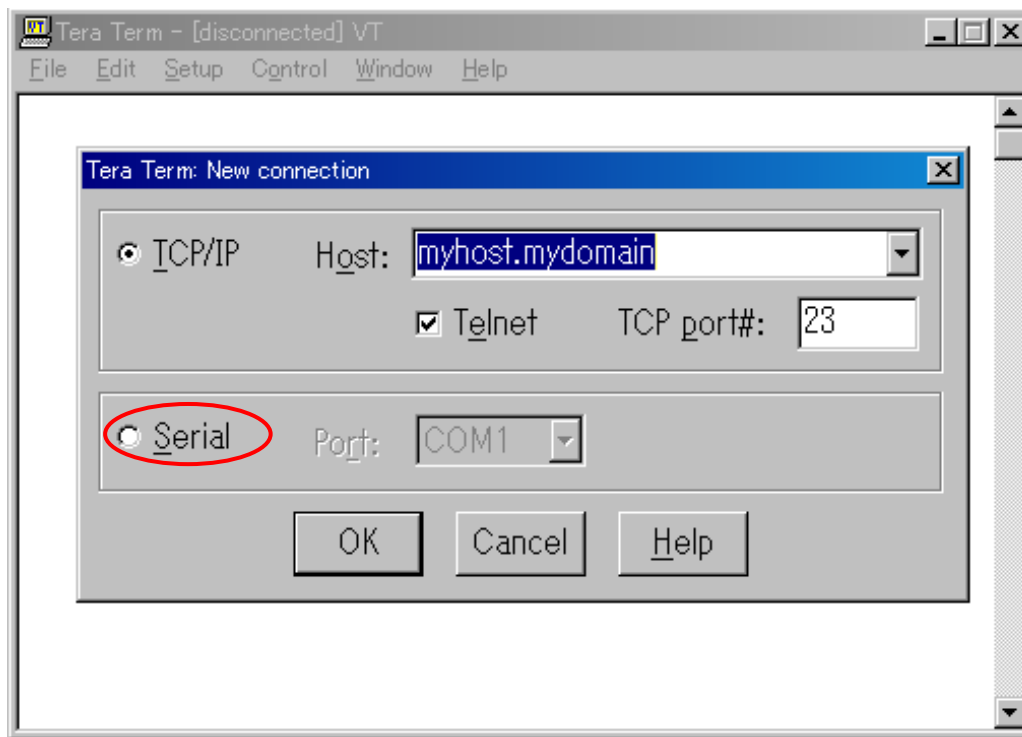 VT
Tera Term - [disconnected] VT
File Edit Setup Control Window Help
Tera Term: New connection
TCP/IP Host: myhost.mydomain
Telnet TCP port#: 23
Serial Port: COM1
OK Cancel Help